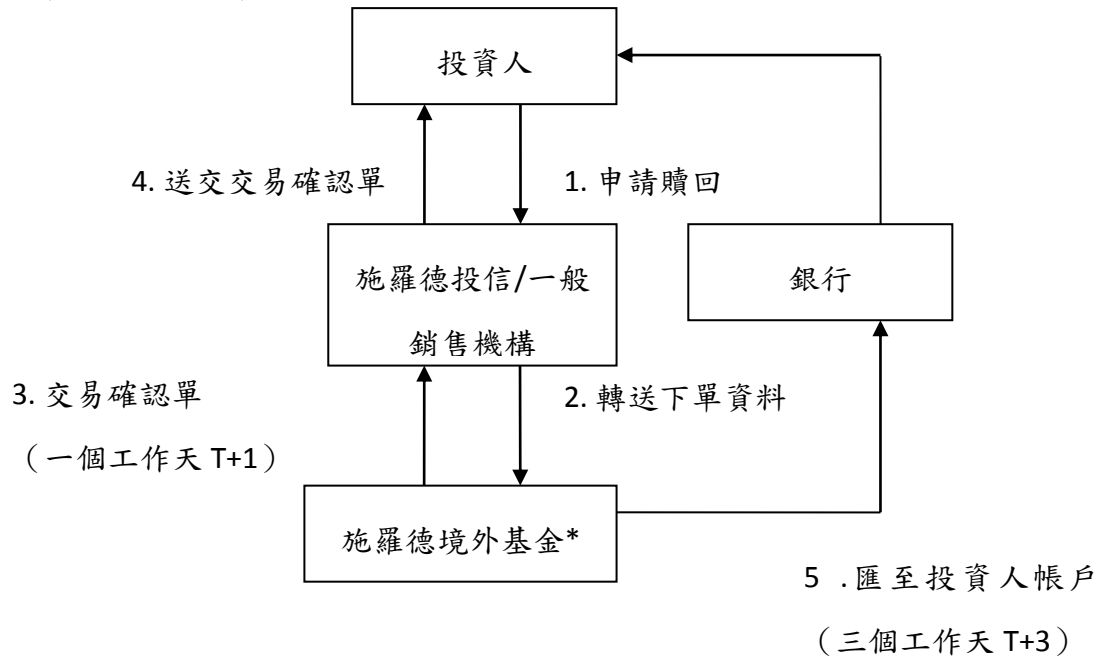 投資人
4. 送交交易確認單
1. 申請贖回
施羅德投信/一般
銷售機構
銀行
3. 交易確認單
（一個工作天 T+1）
2. 轉送下單資料
施羅德境外基金*
5 .匯至投資人帳戶
（三個工作天 T+3）